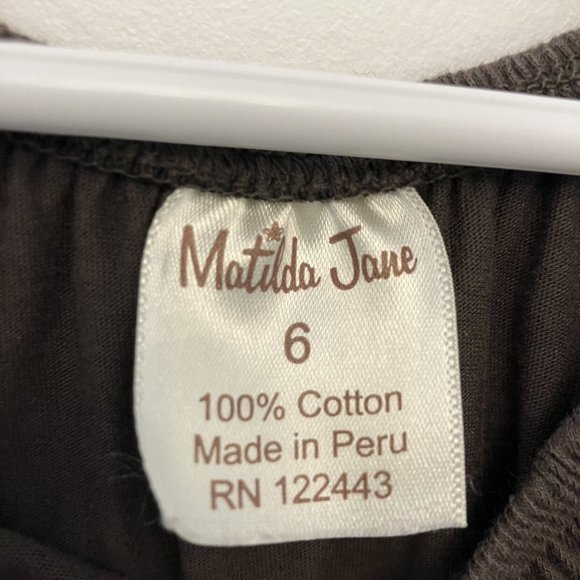 Matilda Jane
6
100% Cotton
Made in Peru
RN 122443